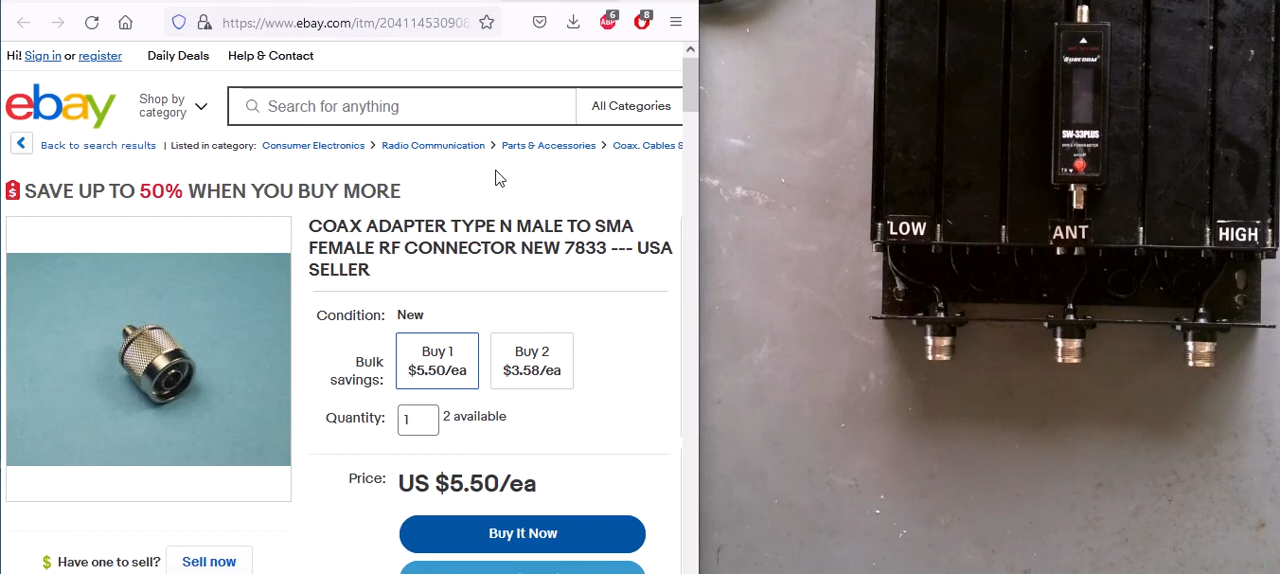 https://www.ebay.com/itm/204114530908
6
8
ABP
Hi! Sign in or register
Daily Deals
Help & Contact
ebay
Shop by
category
Search for anything
All Categories
Back to search results | Listed in category:
Consumer Electronics
Radio Communication
Parts & Accessories
Coax. Cables &
$ SAVE UP TO 50% WHEN YOU BUY MORE
COAX ADAPTER TYPE N MALE TO SMA
FEMALE RF CONNECTOR NEW 7833 --- USA
SELLER
Condition: New
Bulk
savings:
Buy 1
$5.50/ea
Buy 2
$3.58/ea
Quantity: 1 2 available
Price: US $5.50/ea
Buy It Now
$ Have one to sell? Sell now
SURECOM
SW-33PLUS
TX
LOW
ANT
HIGH